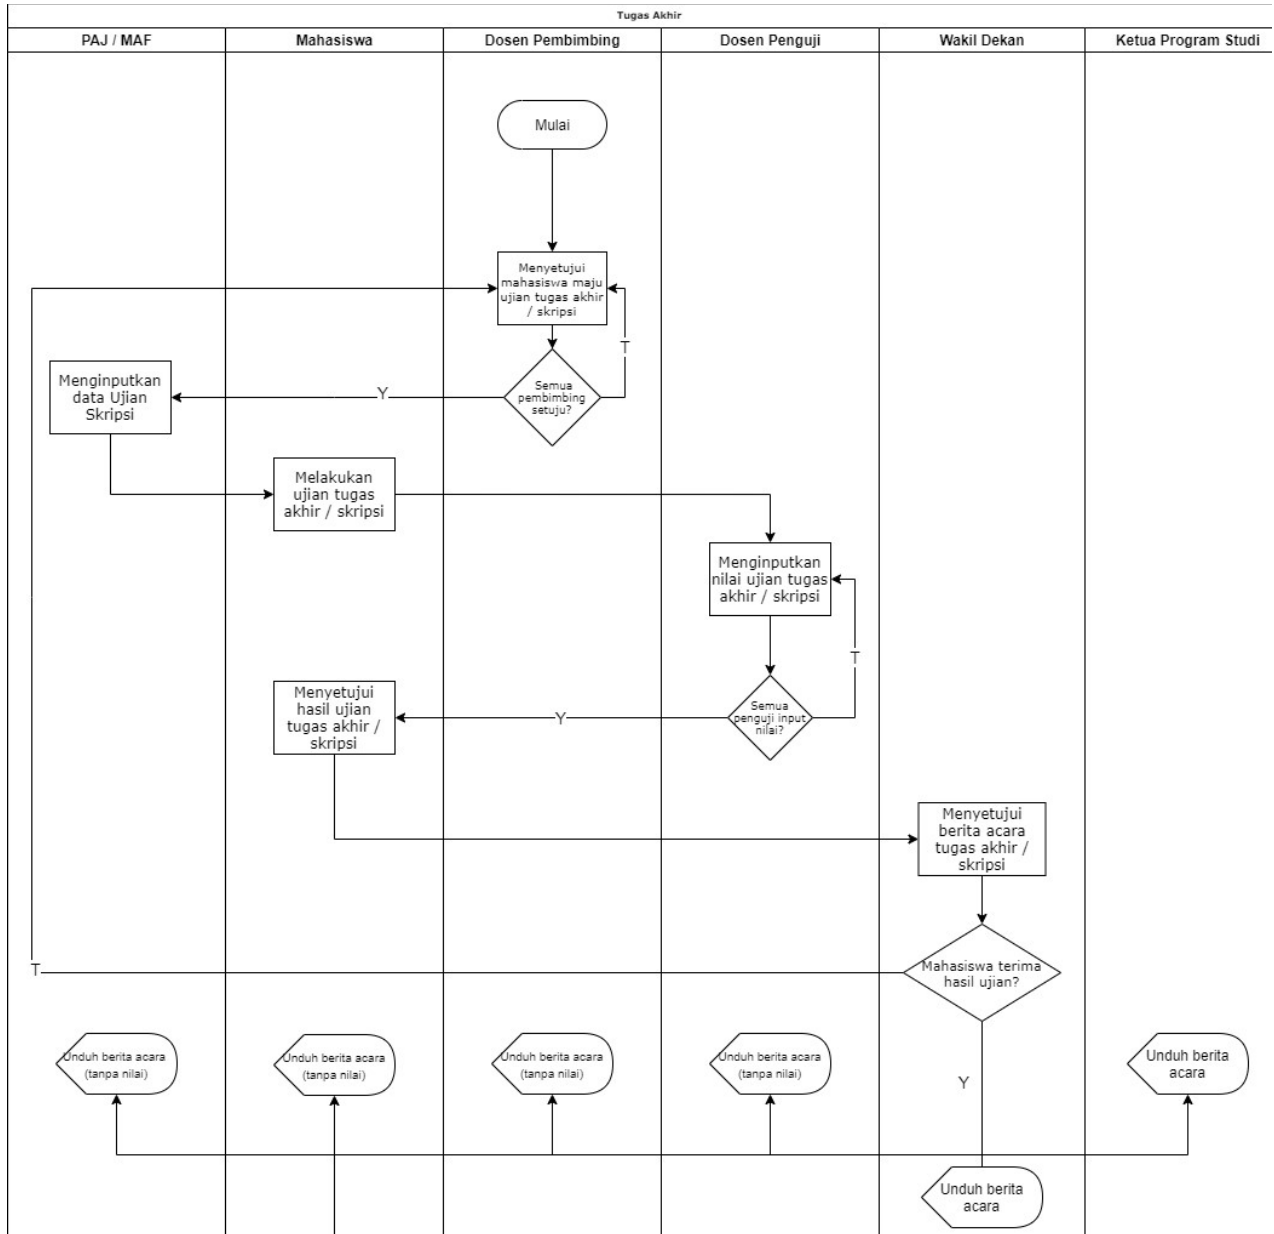 Tugas Akhir
PAJ / MAF
Mahasiswa
Dosen Pembimbing
Dosen Penguji
Wakil Dekan
Ketua Program Studi
Mulai
Menyetujui
mahasiswa maju
ujian tugas akhir
/ skripsi
T
Semua
pembimbing
setuju?
Y
Menginputkan
data Ujian
Skripsi
Melakukan
ujian tugas
akhir / skripsi
Menginputkan
nilai ujian tugas
akhir / skripsi
T
Semua
penguji input
nilai?
Y
Menyetujui
hasil ujian
tugas akhir /
skripsi
Menyetujui
berita acara
tugas akhir /
skripsi
Mahasiswa terima
hasil ujian?
T
Y
Unduh berita acara
(tanpa nilai)
Unduh berita acara
(tanpa nilai)
Unduh berita acara
(tanpa nilai)
Unduh berita acara
(tanpa nilai)
Unduh berita
acara
Unduh berita
acara